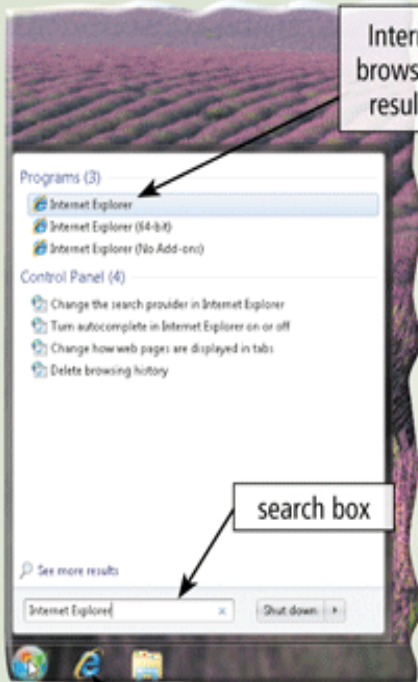 Programs (3)
Internet Explorer
Internet Explorer (64-bit)
Internet Explorer (No Add-ons)
Control Panel (4)
Change the search provider in Internet Explorer
Turn autocomplete in Internet Explorer on or off
Change how web pages are displayed in tabs
Delete browsing history
search box
See more results
Internet Explorer
Shut down